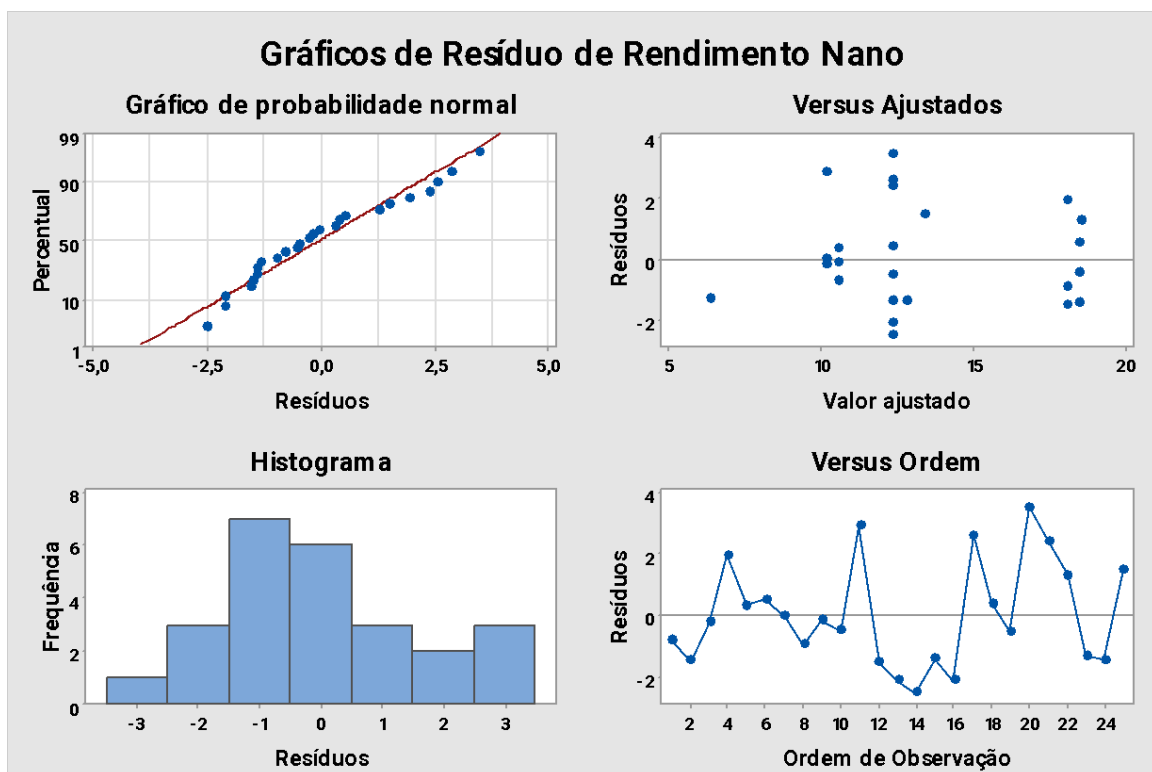 Gráficos de Resíduo de Rendimento Nano
Gráfico de probabilidade normal
99
90
50
10
1
Percentual
-5,0 -2,5 0,0 2,5 5,0
Resíduos
Versus Ajustados
4
2
0
-2
Resíduos
5 10 15 20
Valor ajustado
Histograma
8
6
4
2
0
Frequência
-3 -2 -1 0 1 2 3
Resíduos
Versus Ordem
4
2
0
-2
Resíduos
2 4 6 8 10 12 14 16 18 20 22 24
Ordem de Observação